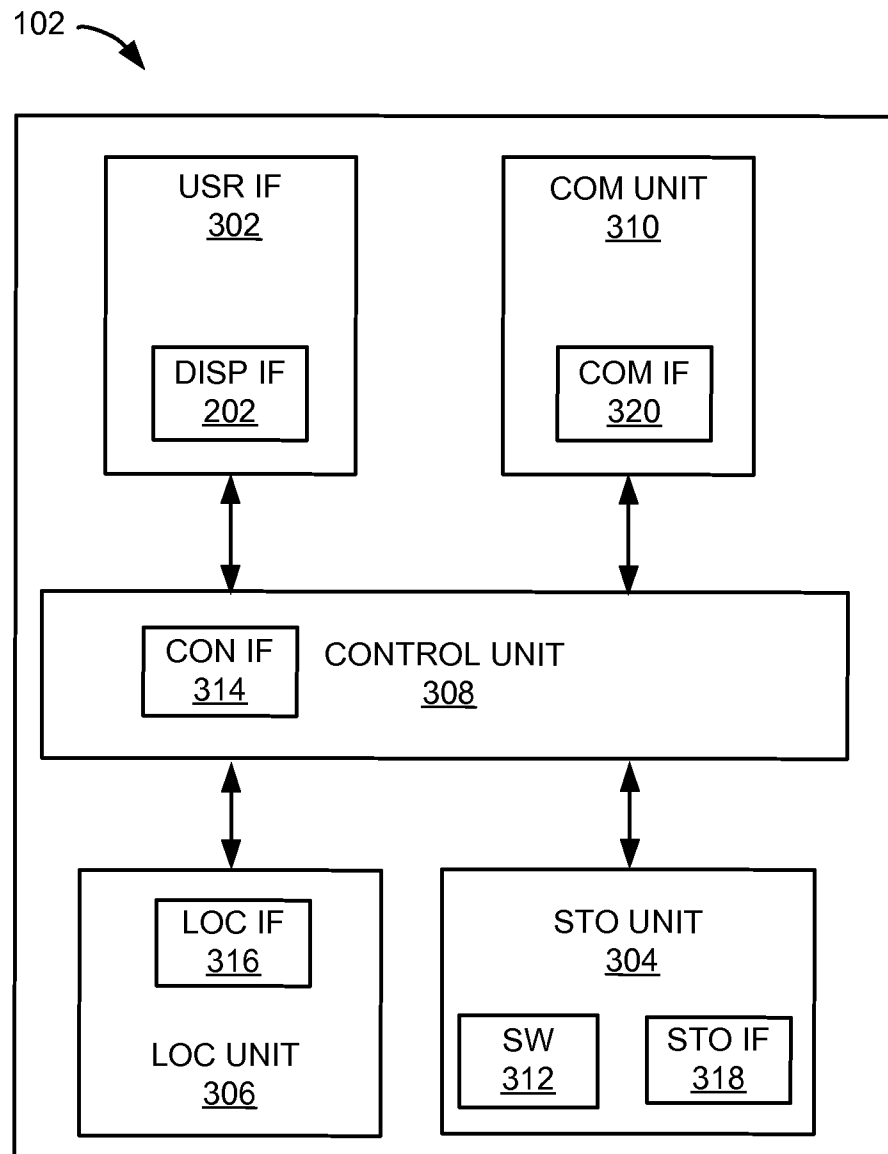 102
USR IF
302
DISP IF
202
COM UNIT
310
COM IF
320
CON IF
314
CONTROL UNIT
308
LOC IF
316
LOC UNIT
306
STO UNIT
304
SW
312
STO IF
318